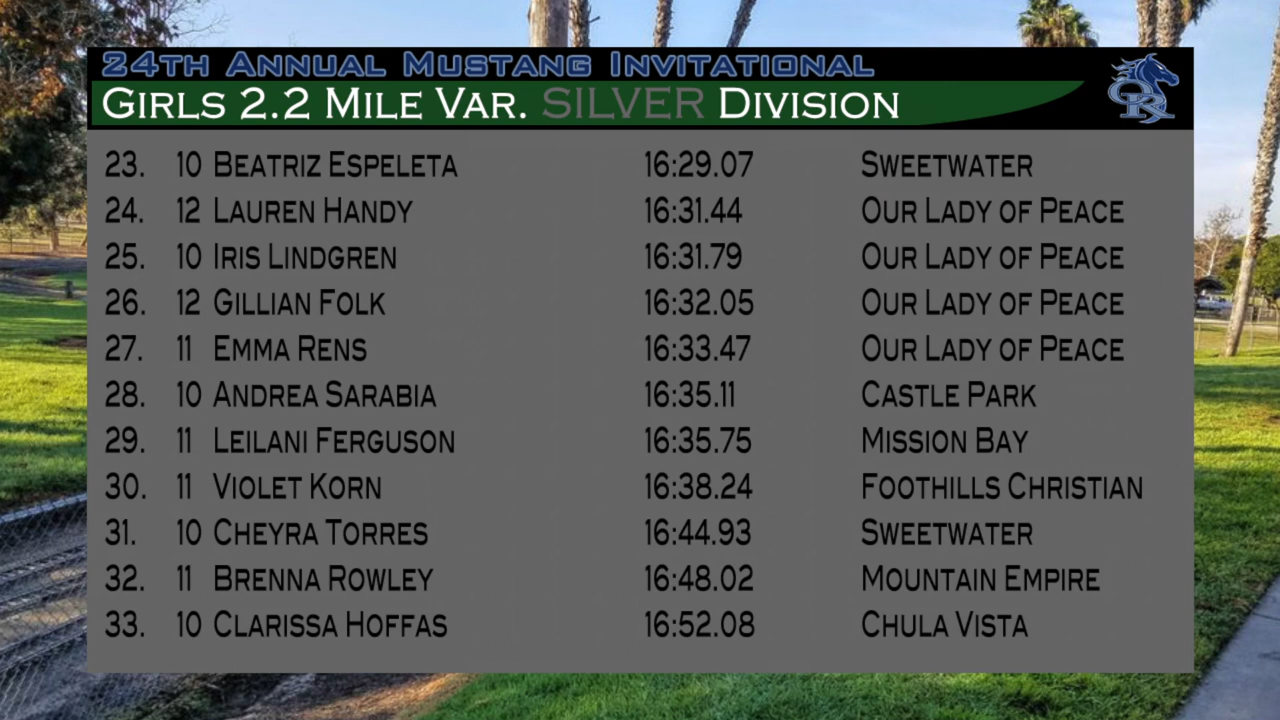 24TH ANNUAL MUSTANG INVITATIONAL
GIRLS 2.2 MILE VAR. SILVER DIVISION
23. 10 BEATRIZ ESPELETA 16:29.07 SWEETWATER
24. 12 LAUREN HANDY 16:31.44 OUR LADY OF PEACE
25. 10 IRIS LINDGREN 16:31.79 OUR LADY OF PEACE
26. 12 GILLIAN FOLK 16:32.05 OUR LADY OF PEACE
27. 11 EMMA RENS 16:33.47 OUR LADY OF PEACE
28. 10 ANDREA SARABIA 16:35.11 CASTLE PARK
29. 11 LEILANI FERGUSON 16:35.75 MISSION BAY
30. 11 VIOLET KORN 16:38.24 FOOTHILLS CHRISTIAN
31. 10 CHEYRA TORRES 16:44.93 SWEETWATER
32. 11 BRENNA ROWLEY 16:48.02 MOUNTAIN EMPIRE
33. 10 CLARISSA HOFFAS 16:52.08 CHULA VISTA